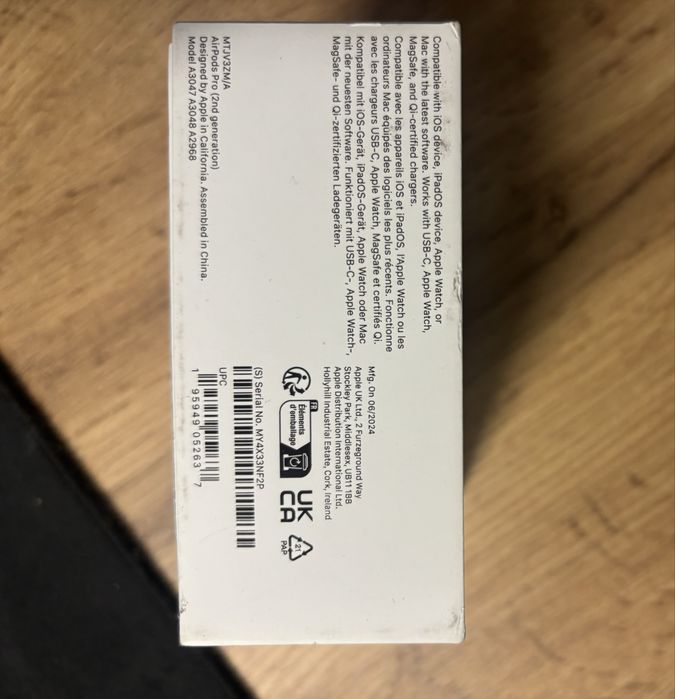 Compatible with iOS device, iPadOS device, Apple Watch, or
Mac with the latest software. Works with USB-C, Apple Watch,
MagSafe, and Qi-certified chargers.
Compatible avec les appareils iOS et iPadOS, l'Apple Watch ou les
ordinateurs Mac équipés des logiciels les plus récents. Fonctionne
avec les chargeurs USB-C, Apple Watch, MagSafe et certifiés Qi.
Kompatibel mit iOS-Gerät, iPadOS-Gerät, Apple Watch oder Mac
mit der neuesten Software. Funktioniert mit USB-C-, Apple Watch-,
MagSafe- und Qi-zertifizierten Ladegeräten.
MTJV3ZM/A
AirPods Pro (2nd generation)
Designed by Apple in California. Assembled in China.
Model A3047 A3048 A2968
Mfg. On 06/2024
Apple UK Ltd., 2 Furzeground Way
Stockley Park, Middlesex, UB11 1BB
Apple Distribution International Ltd.
Hollyhill Industrial Estate, Cork, Ireland
FR
Éléments
d'emballage
UK
CA
21
PAP
(S) Serial No. MY4X33NF2P
UPC
1 95949 05263 7